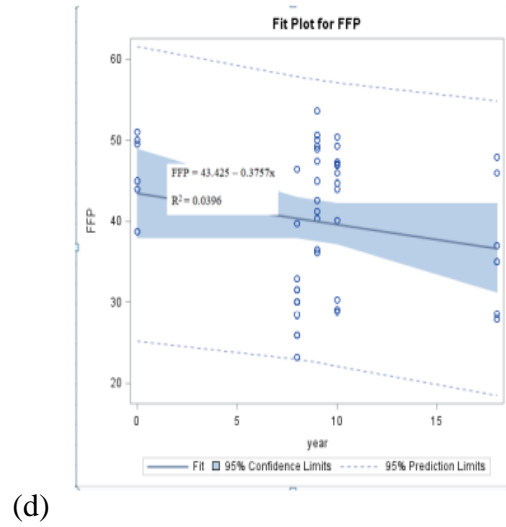 Fit Plot for FFP
60
50
40
30
20
FFP
FFP = 43.425 – 0.3757x
R² = 0.0396
0 5 10 15
year
Fit 95% Confidence Limits 95% Prediction Limits
(d)